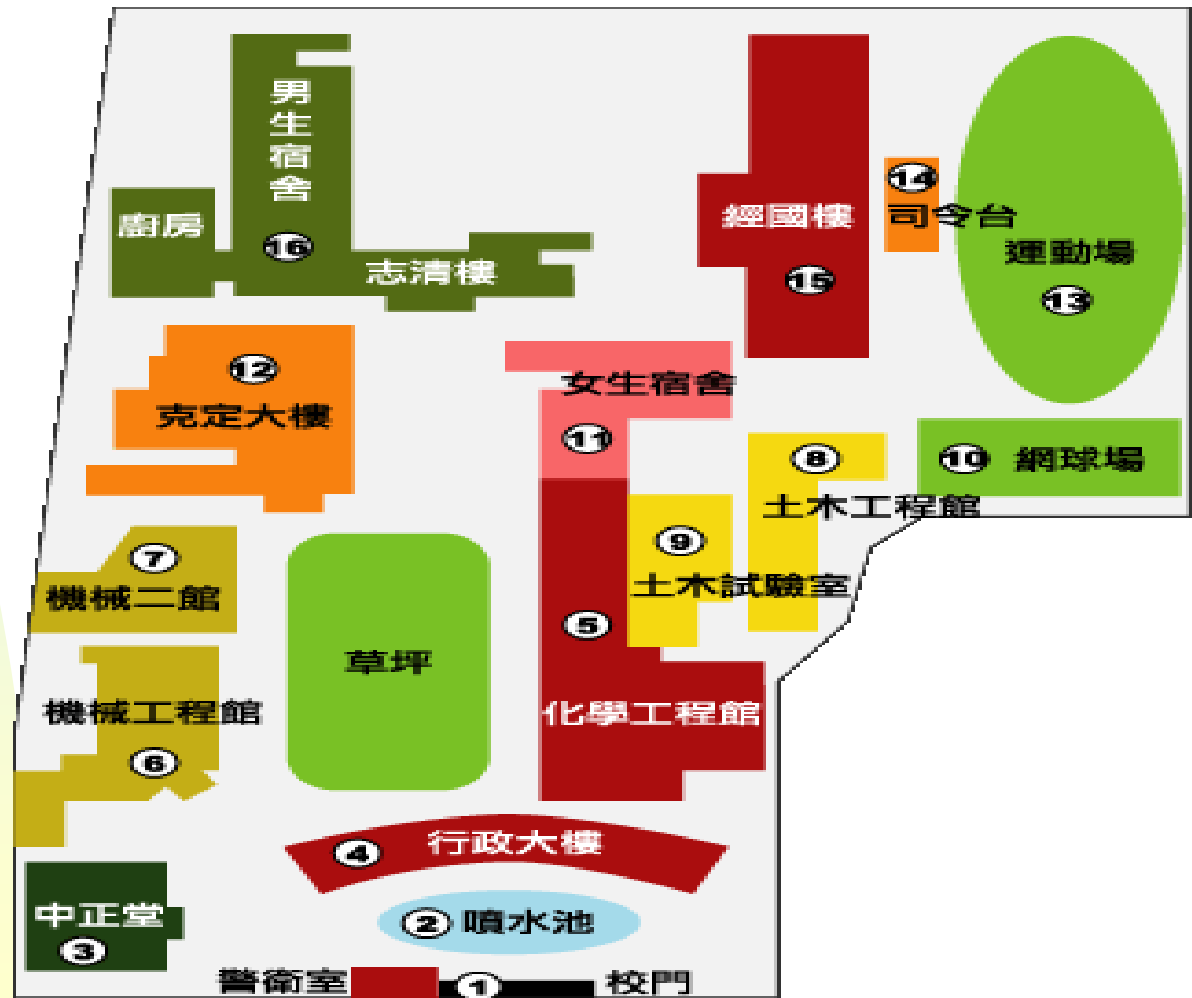 男生宿舍
16
廚房
志清樓
經國樓
15
14
司令台
運動場
13
12
克定大樓
女生宿舍
11
8
土木工程館
10 網球場
7
機械二館
9
土木試驗室
5
草坪
機械工程館
6
化學工程館
4 行政大樓
中正堂
3
2 噴水池
警衛室 1 校門